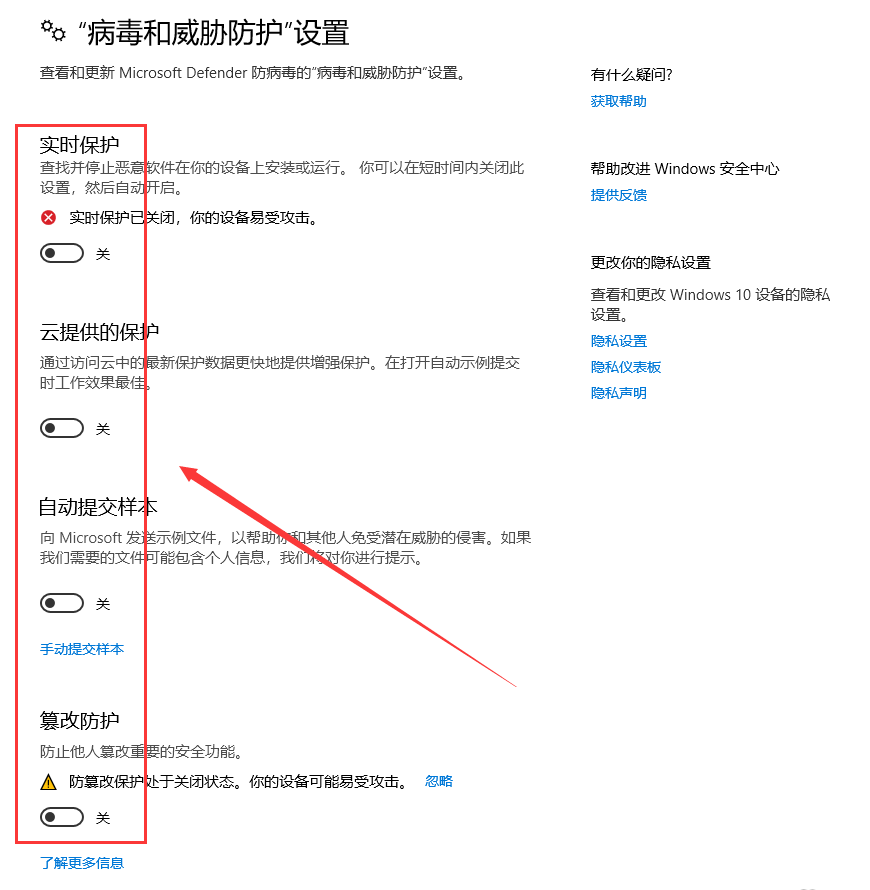 “病毒和威胁防护”设置
查看和更新 Microsoft Defender 防病毒的“病毒和威胁防护”设置。
实时保护
查找并停止恶意软件在你的设备上安装或运行。 你可以在短时间内关闭此
设置，然后自动开启。
实时保护已关闭，你的设备易受攻击。
关
云提供的保护
通过访问云中的最新保护数据更快地提供增强保护。在打开自动示例提交
时工作效果最佳。
关
自动提交样本
向 Microsoft 发送示例文件，以帮助你和其他人免受潜在威胁的侵害。如果
我们需要的文件可能包含个人信息，我们将对你进行提示。
关
手动提交样本
篡改防护
防止他人篡改重要的安全功能。
防篡改保护处于关闭状态。你的设备可能易受攻击。 忽略
关
了解更多信息
有什么疑问?
获取帮助
帮助改进 Windows 安全中心
提供反馈
更改你的隐私设置
查看和更改 Windows 10 设备的隐私
设置。
隐私设置
隐私仪表板
隐私声明